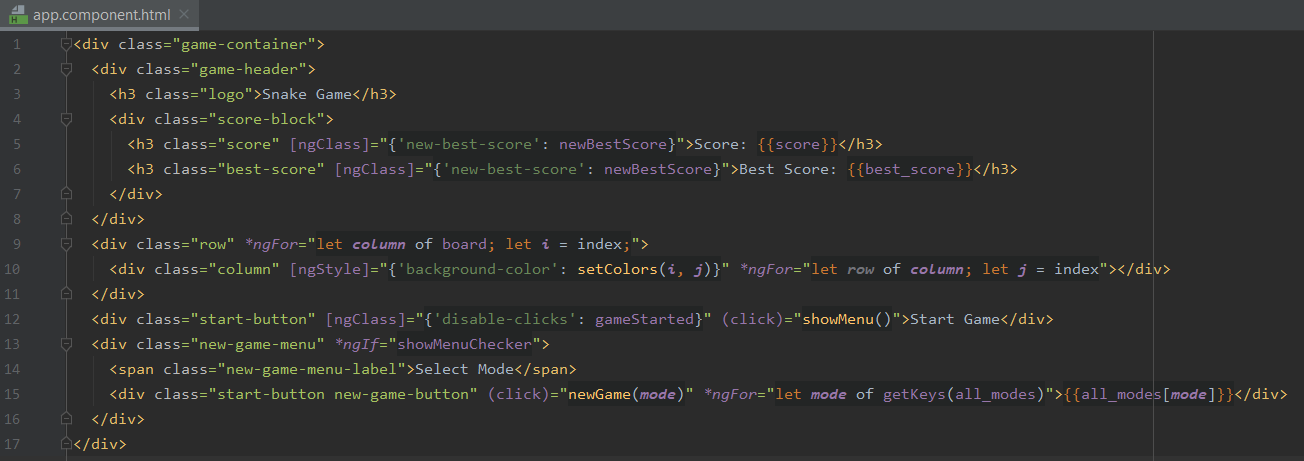 app.component.html
1 <div class="game-container">
2   <div class="game-header">
3     <h3 class="logo">Snake Game</h3>
4     <div class="score-block">
5       <h3 class="score" [ngClass]="{'new-best-score': newBestScore}">Score: {{score}}</h3>
6       <h3 class="best-score" [ngClass]="{'new-best-score': newBestScore}">Best Score: {{best_score}}</h3>
7     </div>
8   </div>
9   <div class="row" *ngFor="let column of board; let i = index;">
10     <div class="column" [ngStyle]="{'background-color': setColors(i, j)}" *ngFor="let row of column; let j = index"></div>
11   </div>
12   <div class="start-button" [ngClass]="{'disable-clicks': gameStarted}" (click)="showMenu()">Start Game</div>
13   <div class="new-game-menu" *ngIf="showMenuChecker">
14     <span class="new-game-menu-label">Select Mode</span>
15     <div class="start-button new-game-button" (click)="newGame(mode)" *ngFor="let mode of getKeys(all_modes)">{{all_modes[mode]}}</div>
16   </div>
17 </div>